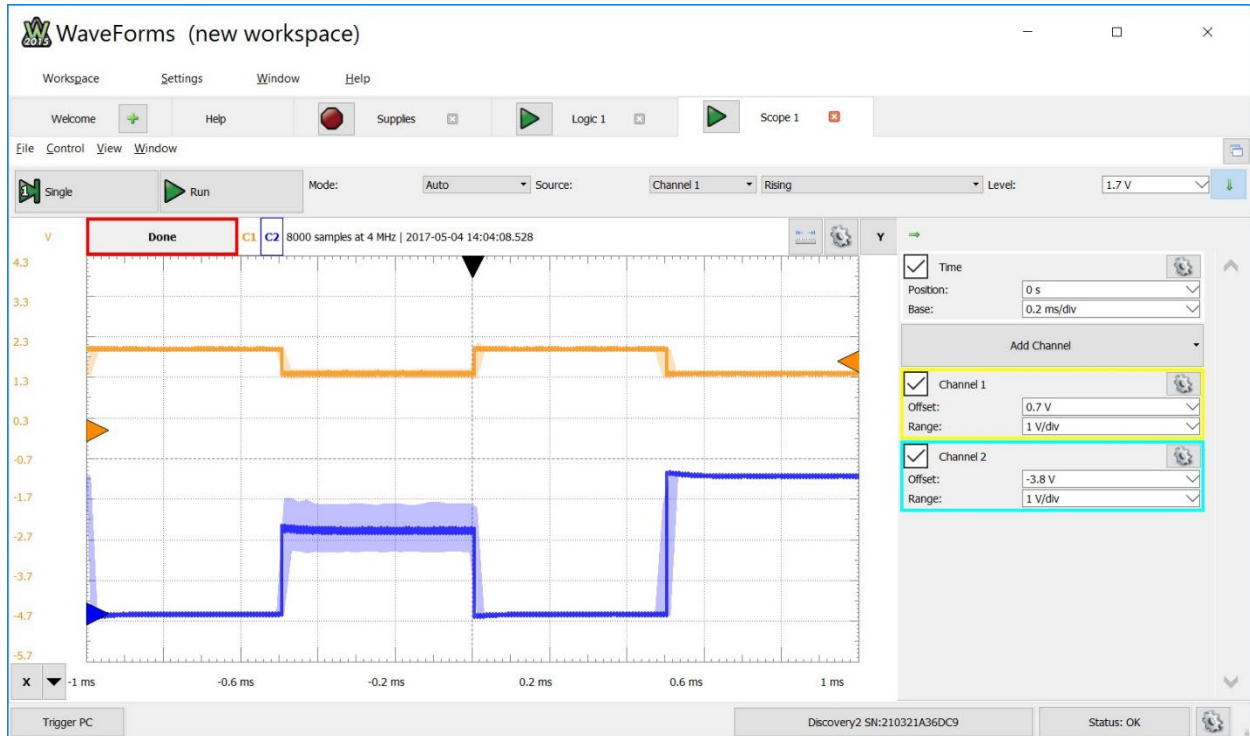 W 2015 WaveForms (new workspace)
Workspace Settings Window Help
Welcome Help Supplies Logic 1 Scope 1
File Control View Window
1 Single Run Mode: Auto Source: Channel 1 Rising Level: 1.7 V
V Done C1 C2 8000 samples at 4 MHz | 2017-05-04 14:04:08.528 Y
4.3
3.3
2.3
1.3
0.3
-0.7
-1.7
-2.7
-3.7
-4.7
-5.7
X -1 ms -0.6 ms -0.2 ms 0.2 ms 0.6 ms 1 ms
Time
Position: 0 s
Base: 0.2 ms/div
Add Channel
Channel 1
Offset: 0.7 V
Range: 1 V/div
Channel 2
Offset: -3.8 V
Range: 1 V/div
Trigger PC Discovery2 SN:210321A36DC9 Status: OK